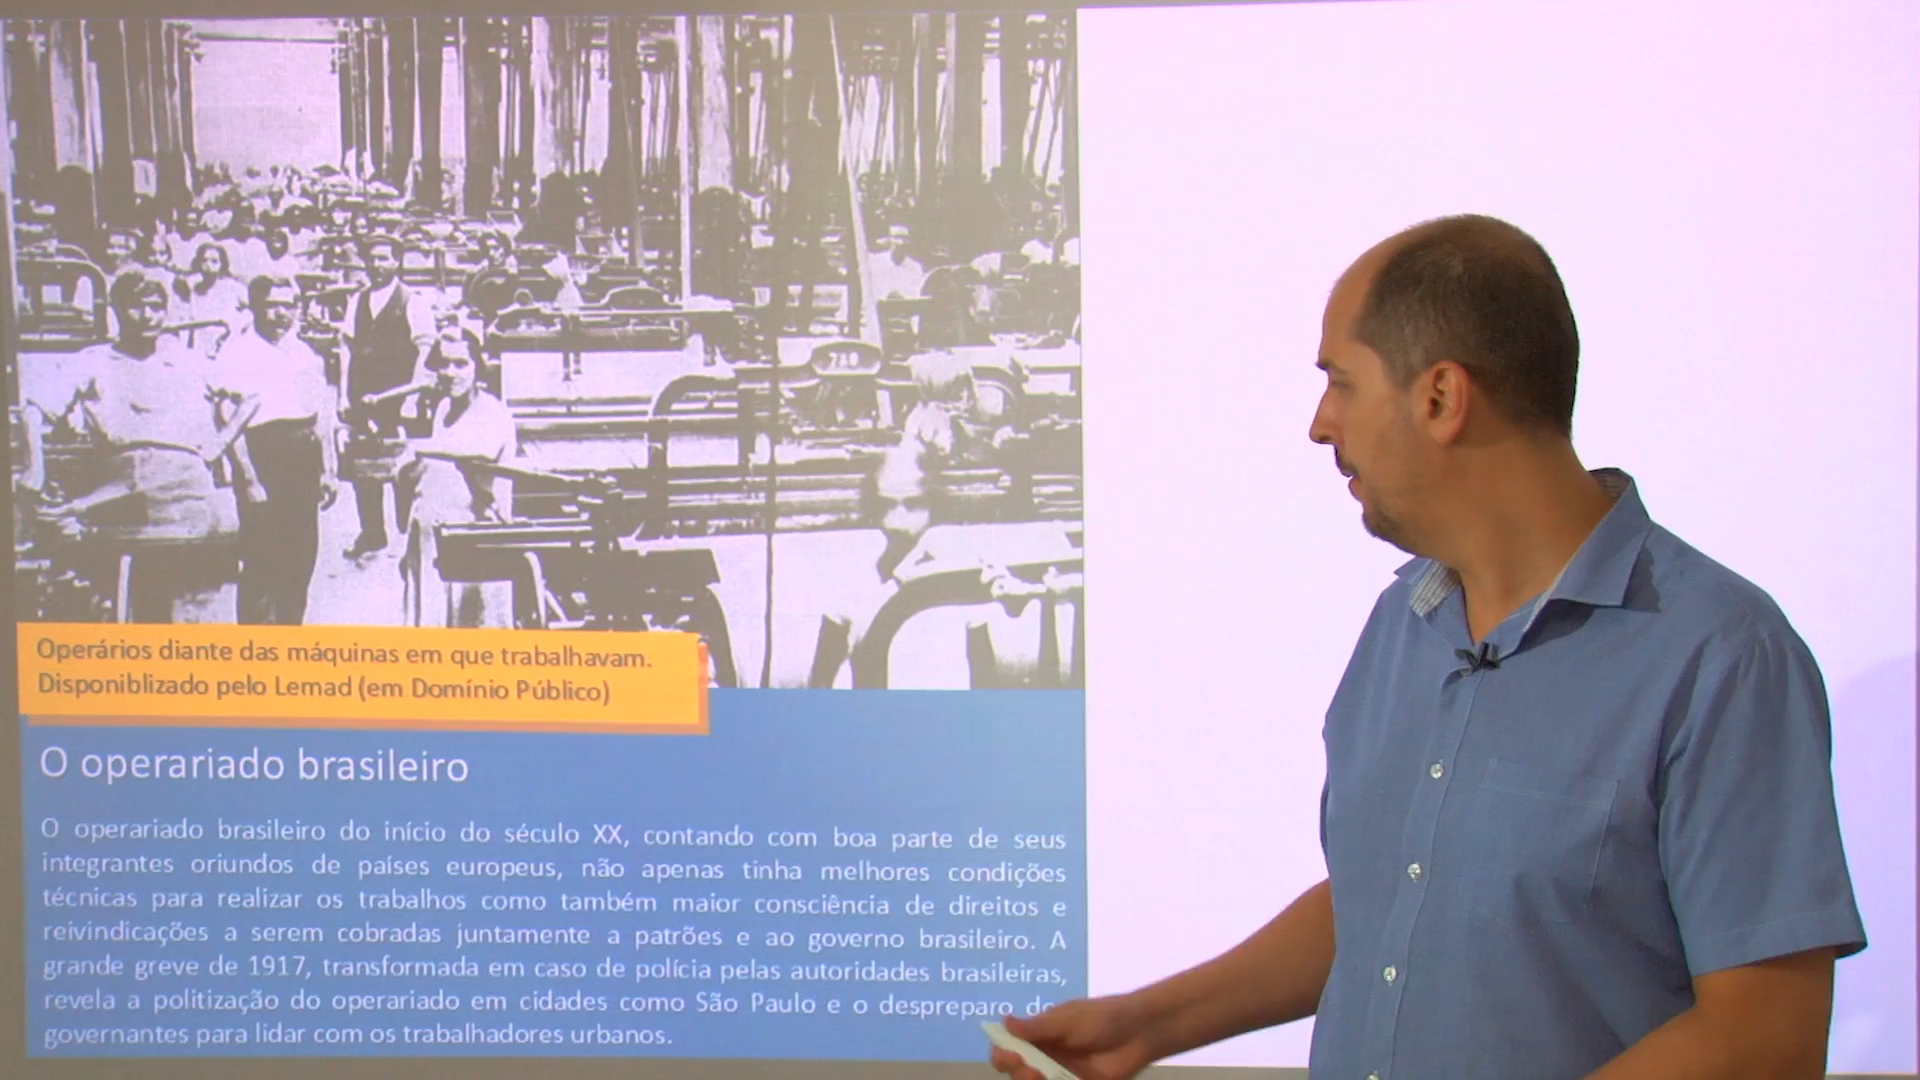 710
Operários diante das máquinas em que trabalhavam.
Disponiblizado pelo Lemad (em Domínio Público)
O operariado brasileiro
O operariado brasileiro do início do século XX, contando com boa parte de seus
integrantes oriundos de países europeus, não apenas tinha melhores condições
técnicas para realizar os trabalhos como também maior consciência de direitos e
reivindicações a serem cobradas juntamente a patrões e ao governo brasileiro. A
grande greve de 1917, transformada em caso de polícia pelas autoridades brasileiras,
revela a politização do operariado em cidades como São Paulo e o despreparo
governantes para lidar com os trabalhadores urbanos.